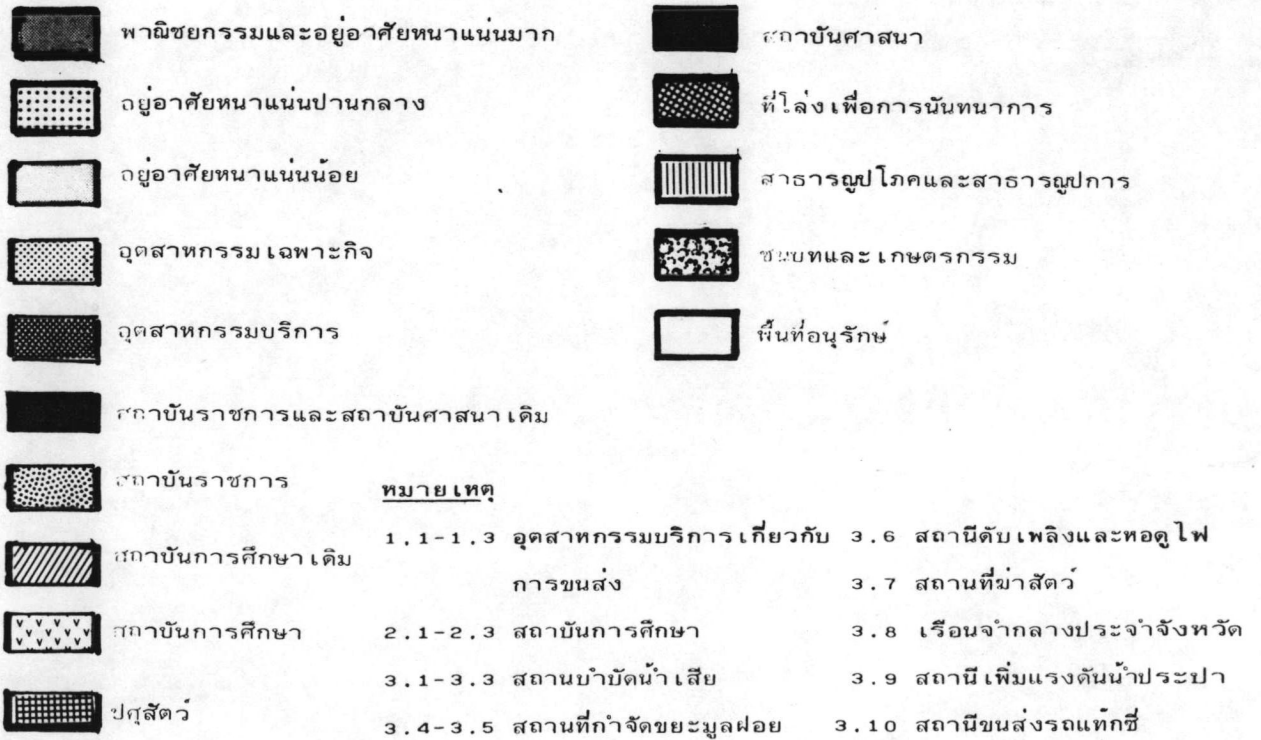 พาณิชยกรรมและอยู่อาศัยหนาแน่นมาก
อยู่อาศัยหนาแน่นปานกลาง
อยู่อาศัยหนาแน่นน้อย
อุตสาหกรรมเฉพาะกิจ
อุตสาหกรรมบริการ
สถาบันราชการและสถาบันศาสนาเดิม
สถาบันราชการ
สถาบันการศึกษาเดิม
สถาบันการศึกษา
ปศุสัตว์
สถาบันศาสนา
ที่โล่งเพื่อการนันทนาการ
สาธารณูปโภคและสาธารณูปการ
ชนบทและเกษตรกรรม
พื้นที่อนุรักษ์
หมายเหตุ
1.1-1.3 อุตสาหกรรมบริการเกี่ยวกับ
การขนส่ง
2.1-2.3 สถาบันการศึกษา
3.1-3.3 สถานบำบัดน้ำเสีย
3.4-3.5 สถานที่กำจัดขยะมูลฝอย
3.6 สถานีดับเพลิงและหอดูไฟ
3.7 สถานที่ฆ่าสัตว์
3.8 เรือนจำกลางประจำจังหวัด
3.9 สถานีเพิ่มแรงดันน้ำประปา
3.10 สถานีขนส่งรถแท็กซี่